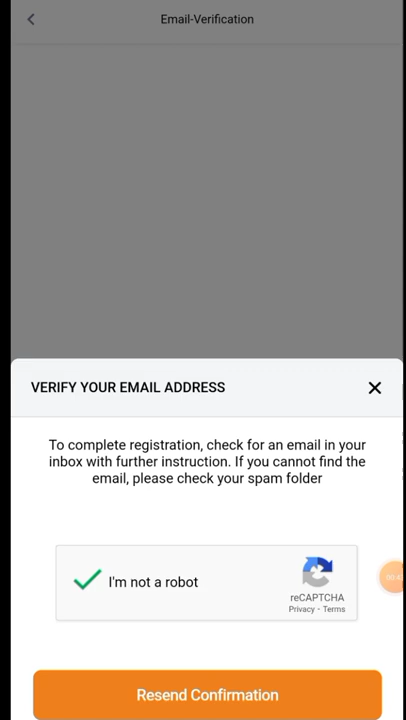 Email-Verification
VERIFY YOUR EMAIL ADDRESS
To complete registration, check for an email in your
inbox with further instruction. If you cannot find the
email, please check your spam folder
I'm not a robot
reCAPTCHA
Privacy - Terms
Resend Confirmation